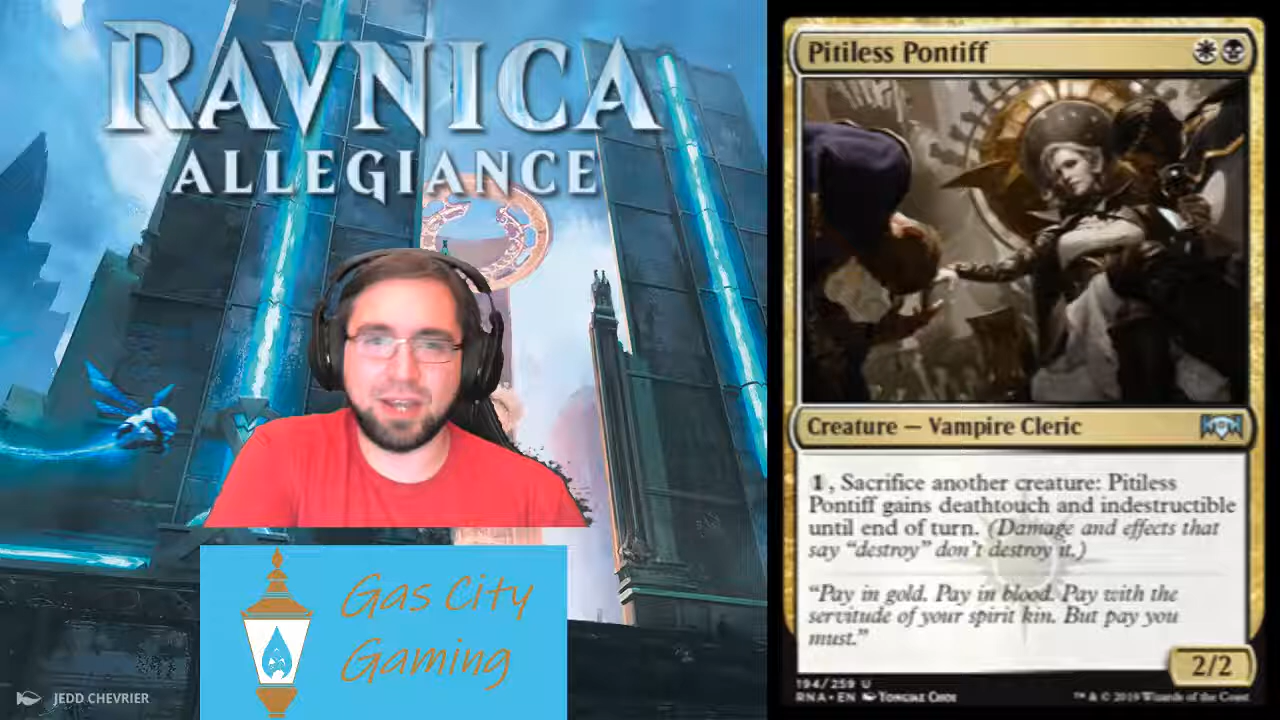 RAVNICA
ALLEGIANCE
Gas City
Gaming
JEDD CHEVRIER
Pitiless Pontiff
Creature — Vampire Cleric
1, Sacrifice another creature: Pitiless
Pontiff gains deathtouch and indestructible
until end of turn. (Damage and effects that
say “destroy” don’t destroy it.)
“Pay in gold. Pay in blood. Pay with the
servitude of your spirit kin. But pay you
must.”
2/2
194/259 U
RNA • EN Tongjae Choi
™ & © 2019 Wizards of the Coast